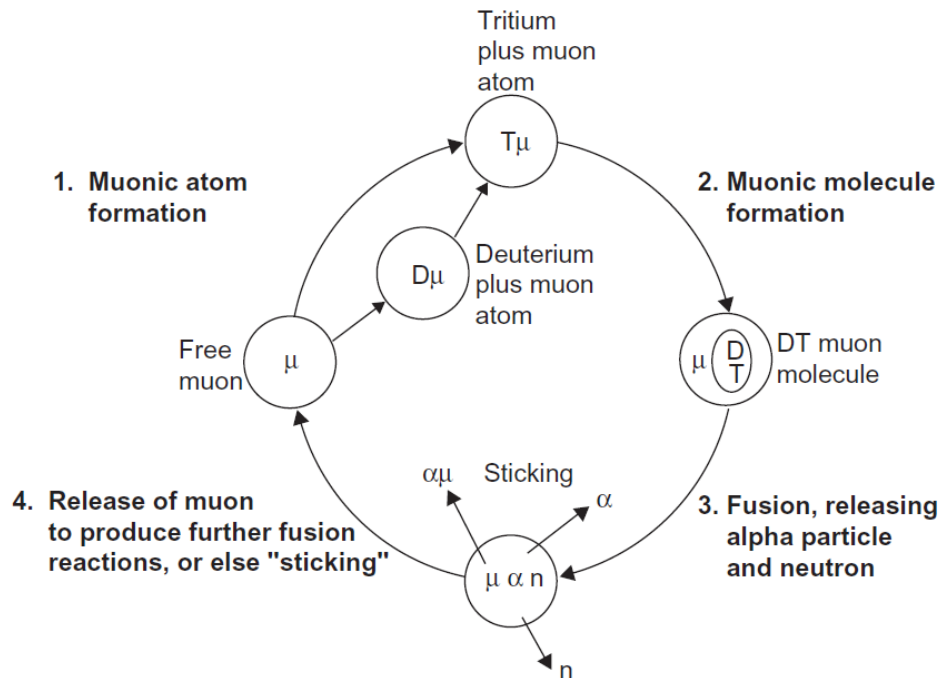 Tritium
plus muon
atom
Tμ
1. Muonic atom
formation
2. Muonic molecule
formation
Dμ
Deuterium
plus muon
atom
Free
muon
μ
μ
D
T
DT muon
molecule
αμ
Sticking
α
4. Release of muon
to produce further fusion
reactions, or else "sticking"
3. Fusion, releasing
alpha particle
and neutron
μ α n
n